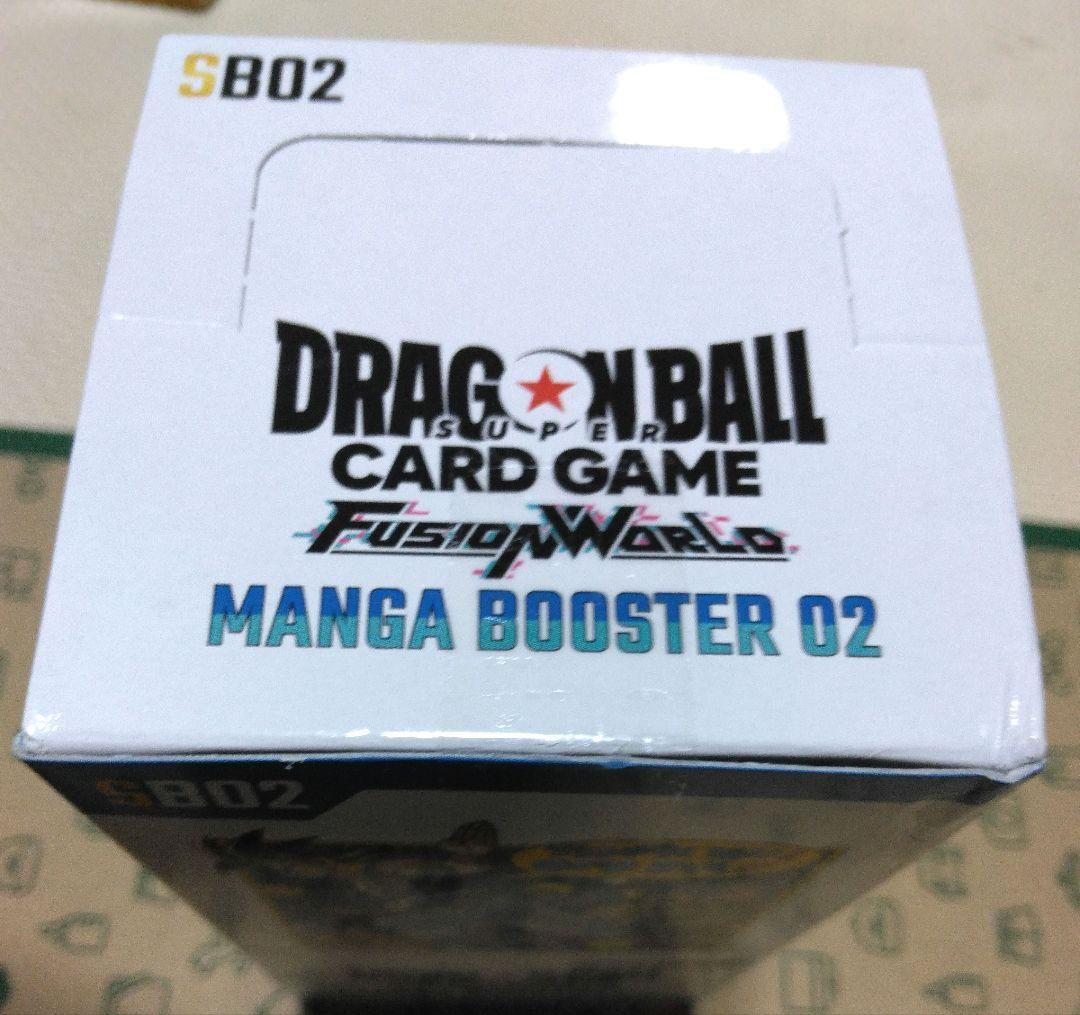 SB02
DRAGON BALL
SUPER
CARD GAME
FUSION WORLD
MANGA BOOSTER 02
SB02